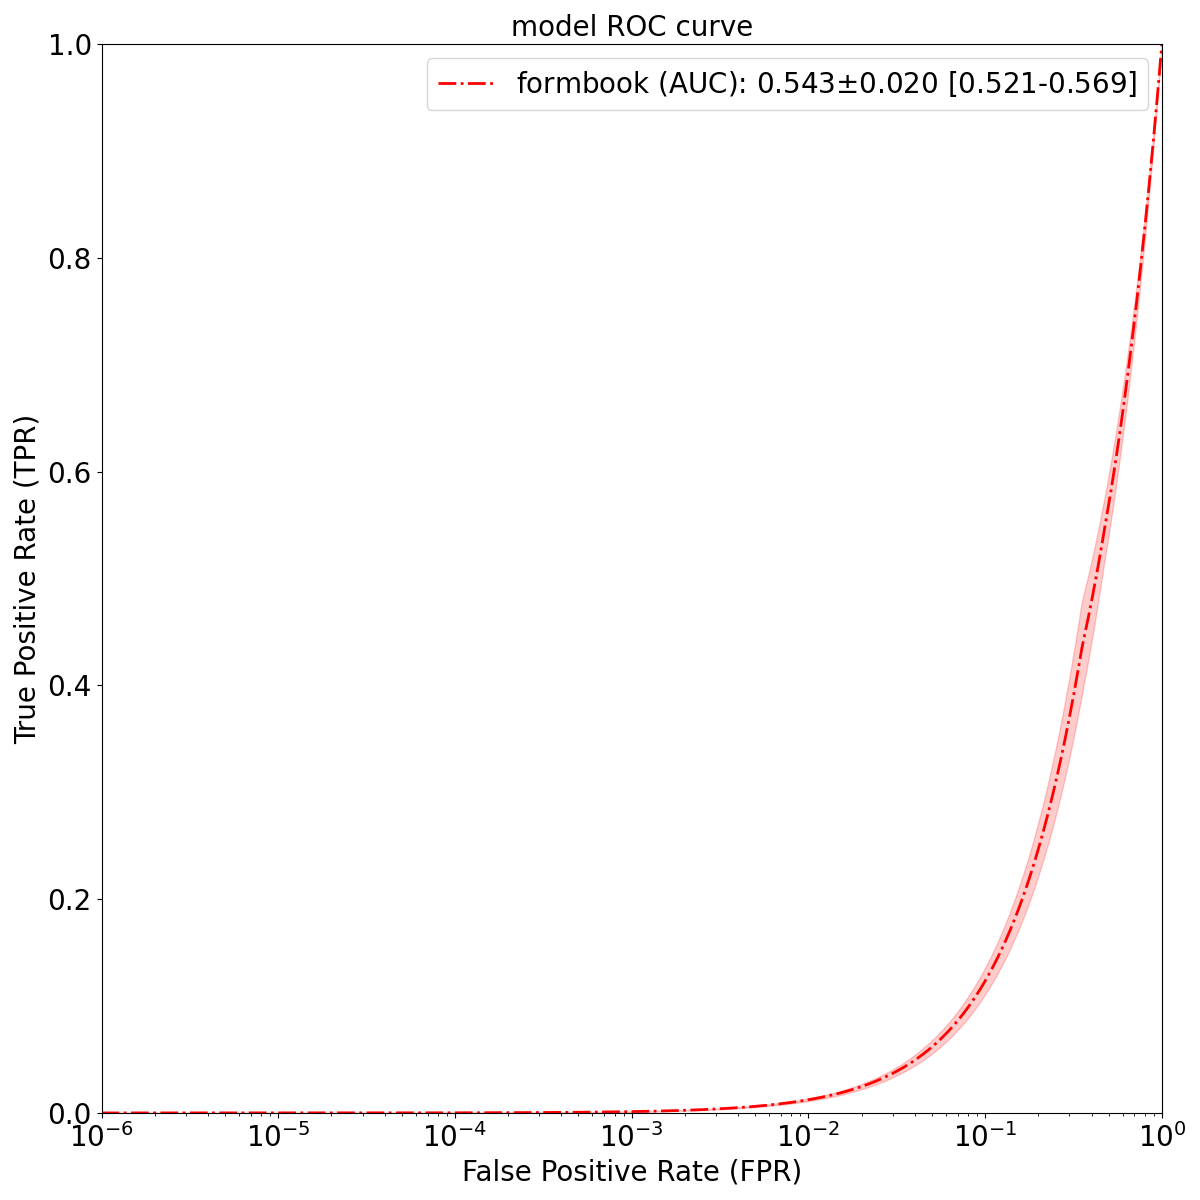 model ROC curve
formbook (AUC): 0.543±0.020 [0.521-0.569]
1.0
0.8
0.6
0.4
0.2
0.0
True Positive Rate (TPR)
10⁻⁶ 10⁻⁵ 10⁻⁴ 10⁻³ 10⁻² 10⁻¹ 10⁰
False Positive Rate (FPR)